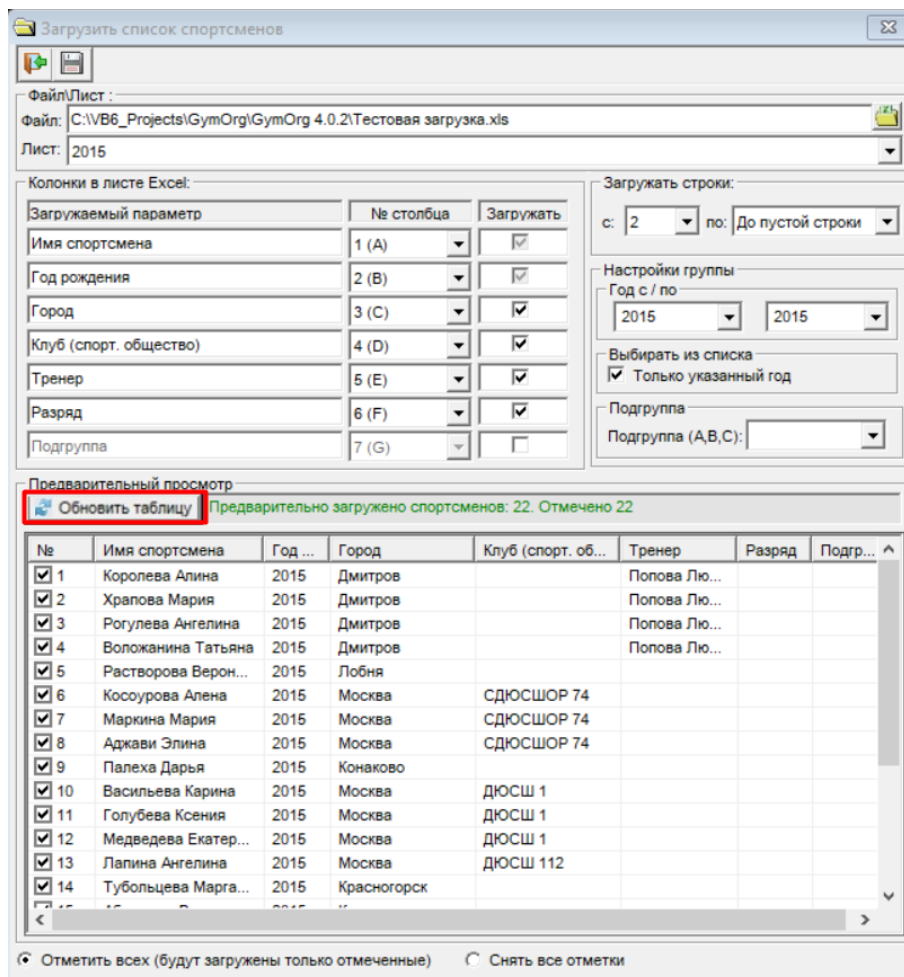 Загрузить список спортсменов
Файл\Лист :
Файл: C:\VB6_Projects\GymOrg\GymOrg 4.0.2\Тестовая загрузка.xls
Лист: 2015
Колонки в листе Excel:
Загружаемый параметр № столбца Загружать
Имя спортсмена 1 (A)
Год рождения 2 (B)
Город 3 (C)
Клуб (спорт. общество) 4 (D)
Тренер 5 (E)
Разряд 6 (F)
Подгруппа 7 (G)
Загружать строки:
с: 2 по: До пустой строки
Настройки группы
Год с / по
2015 2015
Выбирать из списка
Только указанный год
Подгруппа
Подгруппа (A,B,C):
Предварительный просмотр
Обновить таблицу Предварительно загружено спортсменов: 22. Отмечено 22
№ Имя спортсмена Год ... Город Клуб (спорт. об... Тренер Разряд Подгр...
1 Королева Алина 2015 Дмитров Попова Лю...
2 Храпова Мария 2015 Дмитров Попова Лю...
3 Рогулева Ангелина 2015 Дмитров Попова Лю...
4 Воложанина Татьяна 2015 Дмитров Попова Лю...
5 Растворова Верон... 2015 Лобня
6 Косоурова Алена 2015 Москва СДЮСШОР 74
7 Маркина Мария 2015 Москва СДЮСШОР 74
8 Аджави Элина 2015 Москва СДЮСШОР 74
9 Палеха Дарья 2015 Конаково
10 Васильева Карина 2015 Москва ДЮСШ 1
11 Голубева Ксения 2015 Москва ДЮСШ 1
12 Медведева Екатер... 2015 Москва ДЮСШ 1
13 Лапина Ангелина 2015 Москва ДЮСШ 112
14 Тубольцева Марга... 2015 Красногорск
Отметить всех (будут загружены только отмеченные) Снять все отметки